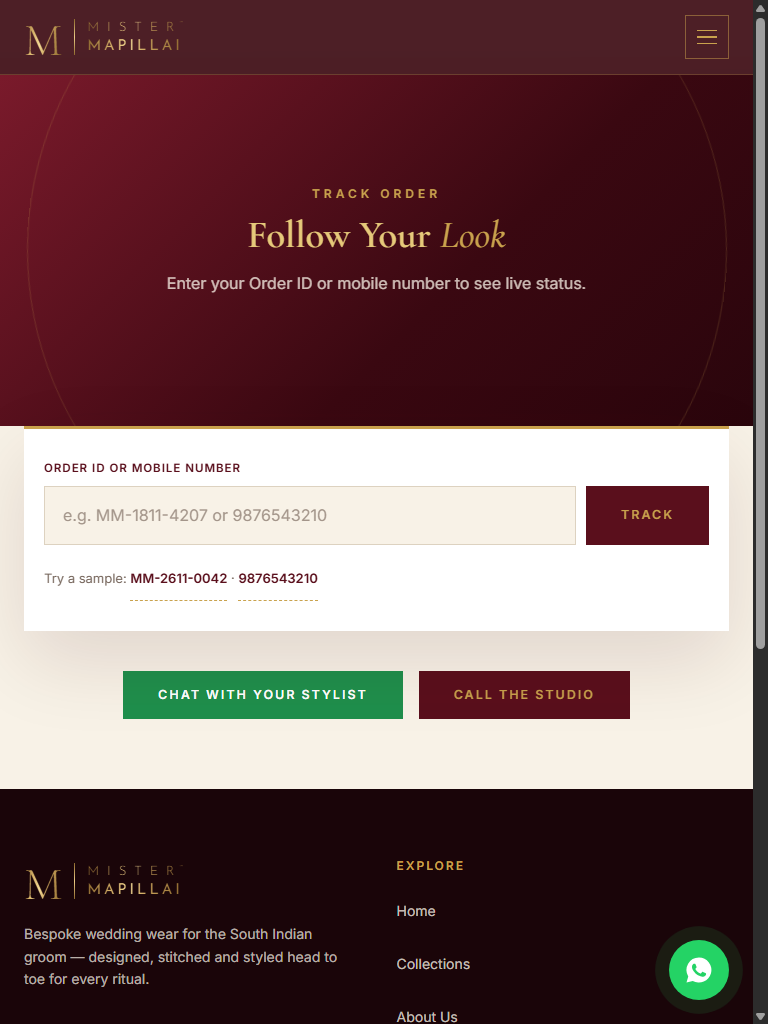 M | MISTER
MAPILLAI
TRACK ORDER
Follow Your Look
Enter your Order ID or mobile number to see live status.
ORDER ID OR MOBILE NUMBER
e.g. MM-1811-4207 or 9876543210
TRACK
Try a sample: MM-2611-0042 · 9876543210
CHAT WITH YOUR STYLIST
CALL THE STUDIO
M | MISTER
MAPILLAI
Bespoke wedding wear for the South Indian
groom — designed, stitched and styled head to
toe for every ritual.
EXPLORE
Home
Collections
About Us